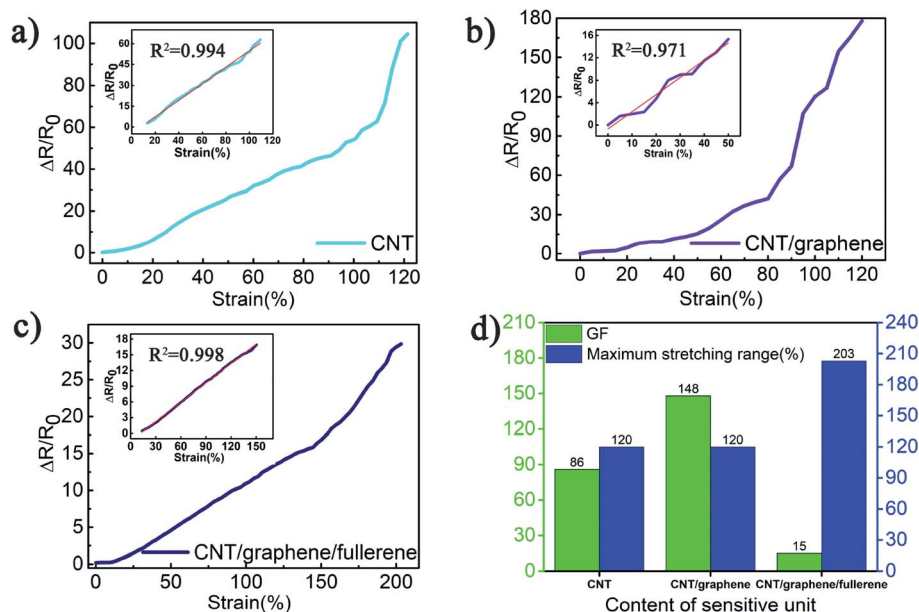 a)
R²=0.994
ΔR/R₀
60
45
30
15
0
0 20 40 60 80 100 120
Strain(%)
ΔR/R₀
100
80
60
40
20
0
CNT
0 20 40 60 80 100 120
Strain(%)
b)
R²=0.971
ΔR/R₀
16
12
8
4
0
0 10 20 30 40 50
Strain (%)
ΔR/R₀
180
150
120
90
60
30
0
CNT/graphene
0 20 40 60 80 100 120
Strain(%)
c)
R²=0.998
ΔR/R₀
18
15
12
9
6
3
0
0 30 60 90 120 150
Strain(%)
ΔR/R₀
30
25
20
15
10
5
0
CNT/graphene/fullerene
0 50 100 150 200
Strain(%)
d)
210
180
150
120
90
60
30
0
GF
Maximum stretching range(%)
86
120
148
120
15
203
240
210
180
150
120
90
60
30
0
CNT CNT/graphene CNT/graphene/fullerene
Content of sensitive unit